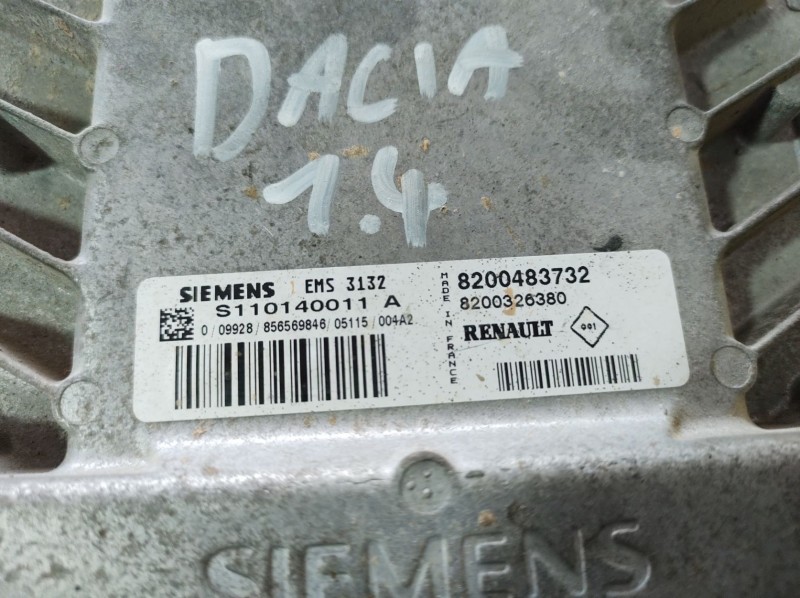 DACIA
1.4
SIEMENS EMS 3132
S110140011 A
0 / 09928 / 856569846 / 05115 / 004A2
MADE IN FRANCE
8200483732
8200326380
RENAULT
SIEMENS